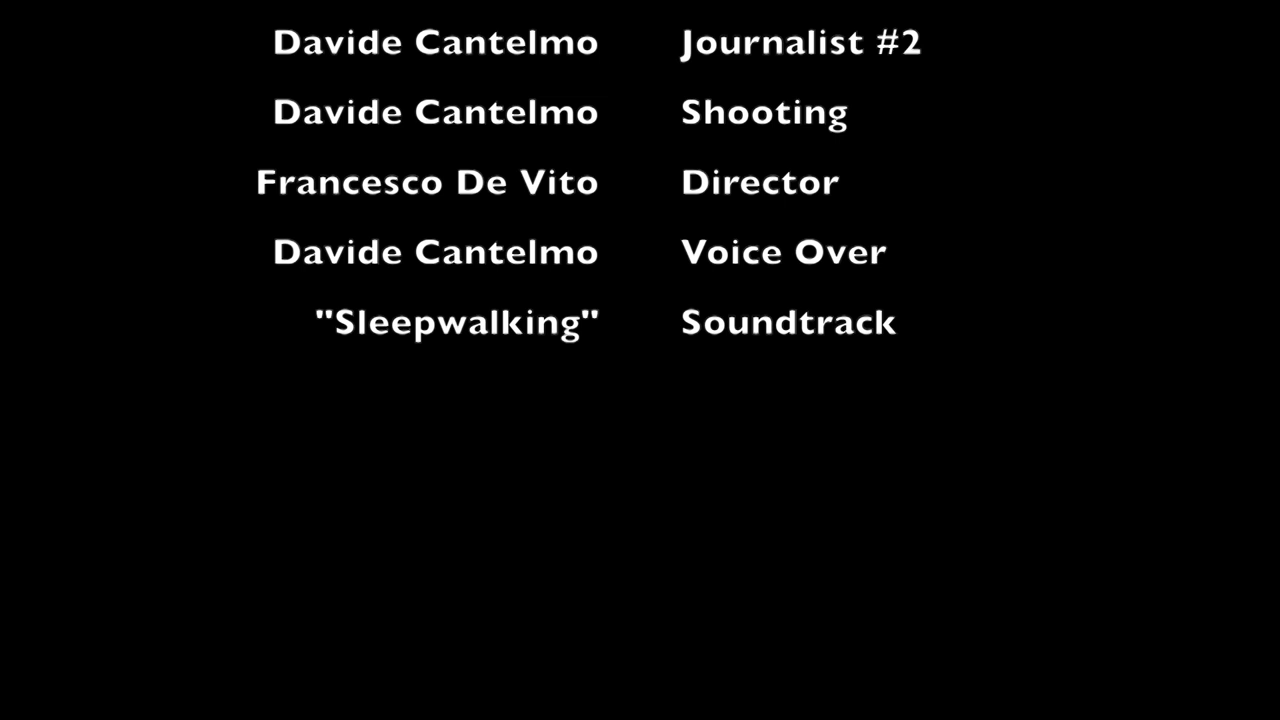 Davide Cantelmo Journalist #2
Davide Cantelmo Shooting
Francesco De Vito Director
Davide Cantelmo Voice Over
"Sleepwalking" Soundtrack